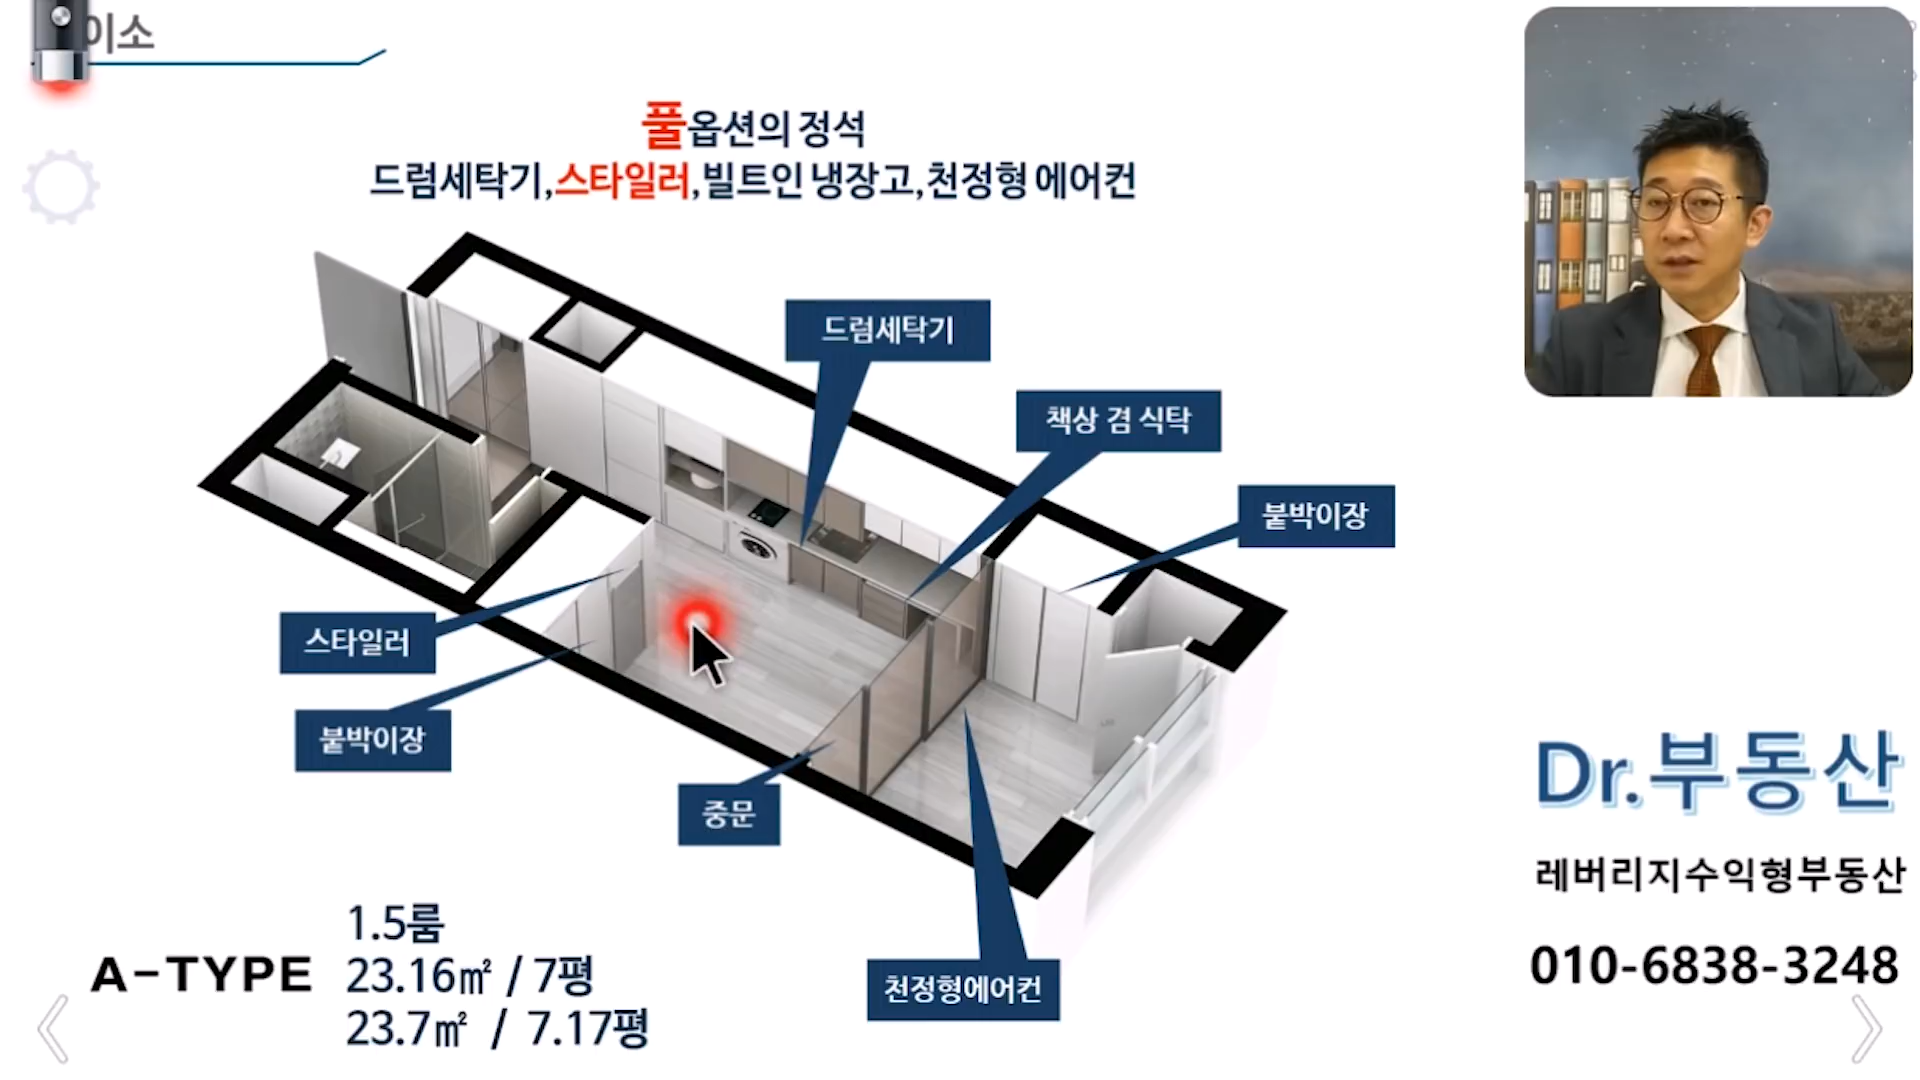 이소
풀옵션의 정석
드럼세탁기,스타일러,빌트인 냉장고,천정형 에어컨
드럼세탁기
책상 겸 식탁
붙박이장
스타일러
붙박이장
중문
천정형에어컨
A-TYPE
1.5룸
23.16㎡ / 7평
23.7㎡ / 7.17평
Dr.부동산
레버리지수익형부동산
010-6838-3248